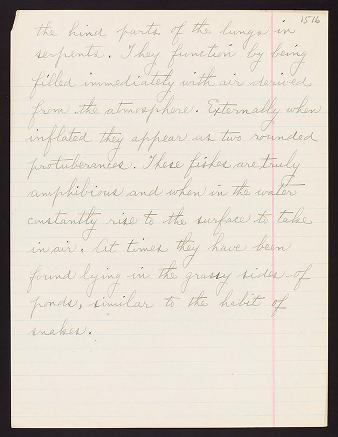 1516
the hind parts of the lungs in
serpents. They function by being
filled immediately with air derived
from the atmosphere. Externally when
inflated they appear as two rounded
protuberances. These fishes are truly
amphibious and when in the water
constantly rise to the surface to take
in air. At times they have been
found lying in the grassy sides of
ponds, similar to the habit of
snakes.